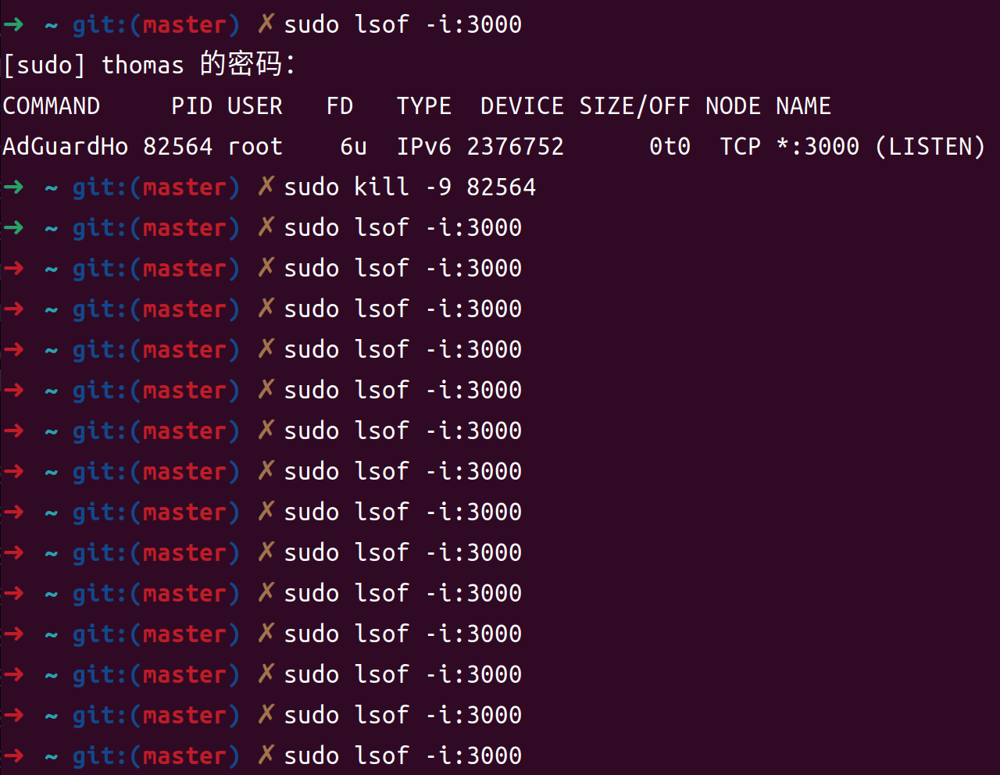 ➜  ~ git:(master) ✗ sudo lsof -i:3000
[sudo] thomas 的密码：
COMMAND     PID USER   FD   TYPE  DEVICE SIZE/OFF NODE NAME
AdGuardHo 82564 root    6u  IPv6 2376752      0t0  TCP *:3000 (LISTEN)
➜  ~ git:(master) ✗ sudo kill -9 82564
➜  ~ git:(master) ✗ sudo lsof -i:3000
➜  ~ git:(master) ✗ sudo lsof -i:3000
➜  ~ git:(master) ✗ sudo lsof -i:3000
➜  ~ git:(master) ✗ sudo lsof -i:3000
➜  ~ git:(master) ✗ sudo lsof -i:3000
➜  ~ git:(master) ✗ sudo lsof -i:3000
➜  ~ git:(master) ✗ sudo lsof -i:3000
➜  ~ git:(master) ✗ sudo lsof -i:3000
➜  ~ git:(master) ✗ sudo lsof -i:3000
➜  ~ git:(master) ✗ sudo lsof -i:3000
➜  ~ git:(master) ✗ sudo lsof -i:3000
➜  ~ git:(master) ✗ sudo lsof -i:3000
➜  ~ git:(master) ✗ sudo lsof -i:3000
➜  ~ git:(master) ✗ sudo lsof -i:3000